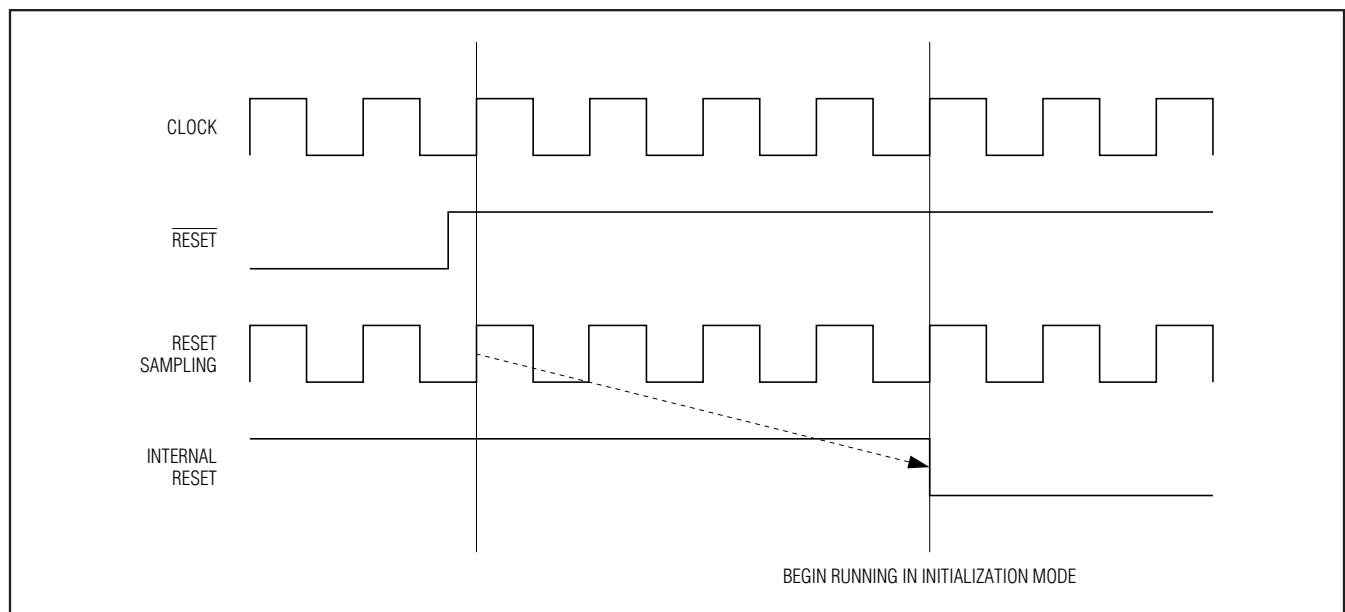 CLOCK
RESET
RESET
SAMPLING
INTERNAL
RESET
BEGIN RUNNING IN INITIALIZATION MODE